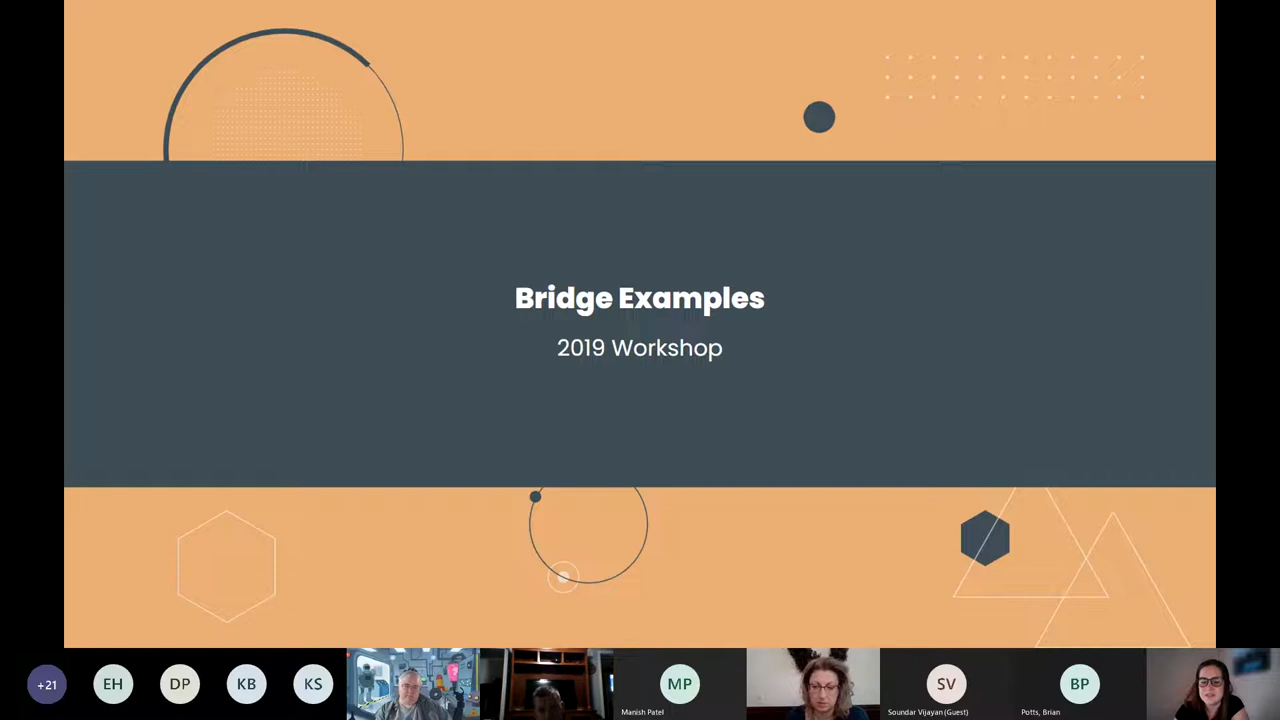 Bridge Examples
2019 Workshop
+21
EH
DP
KB
KS
MP
Manish Patel
SV
Soundar Vijayan (Guest)
BP
Potts, Brian